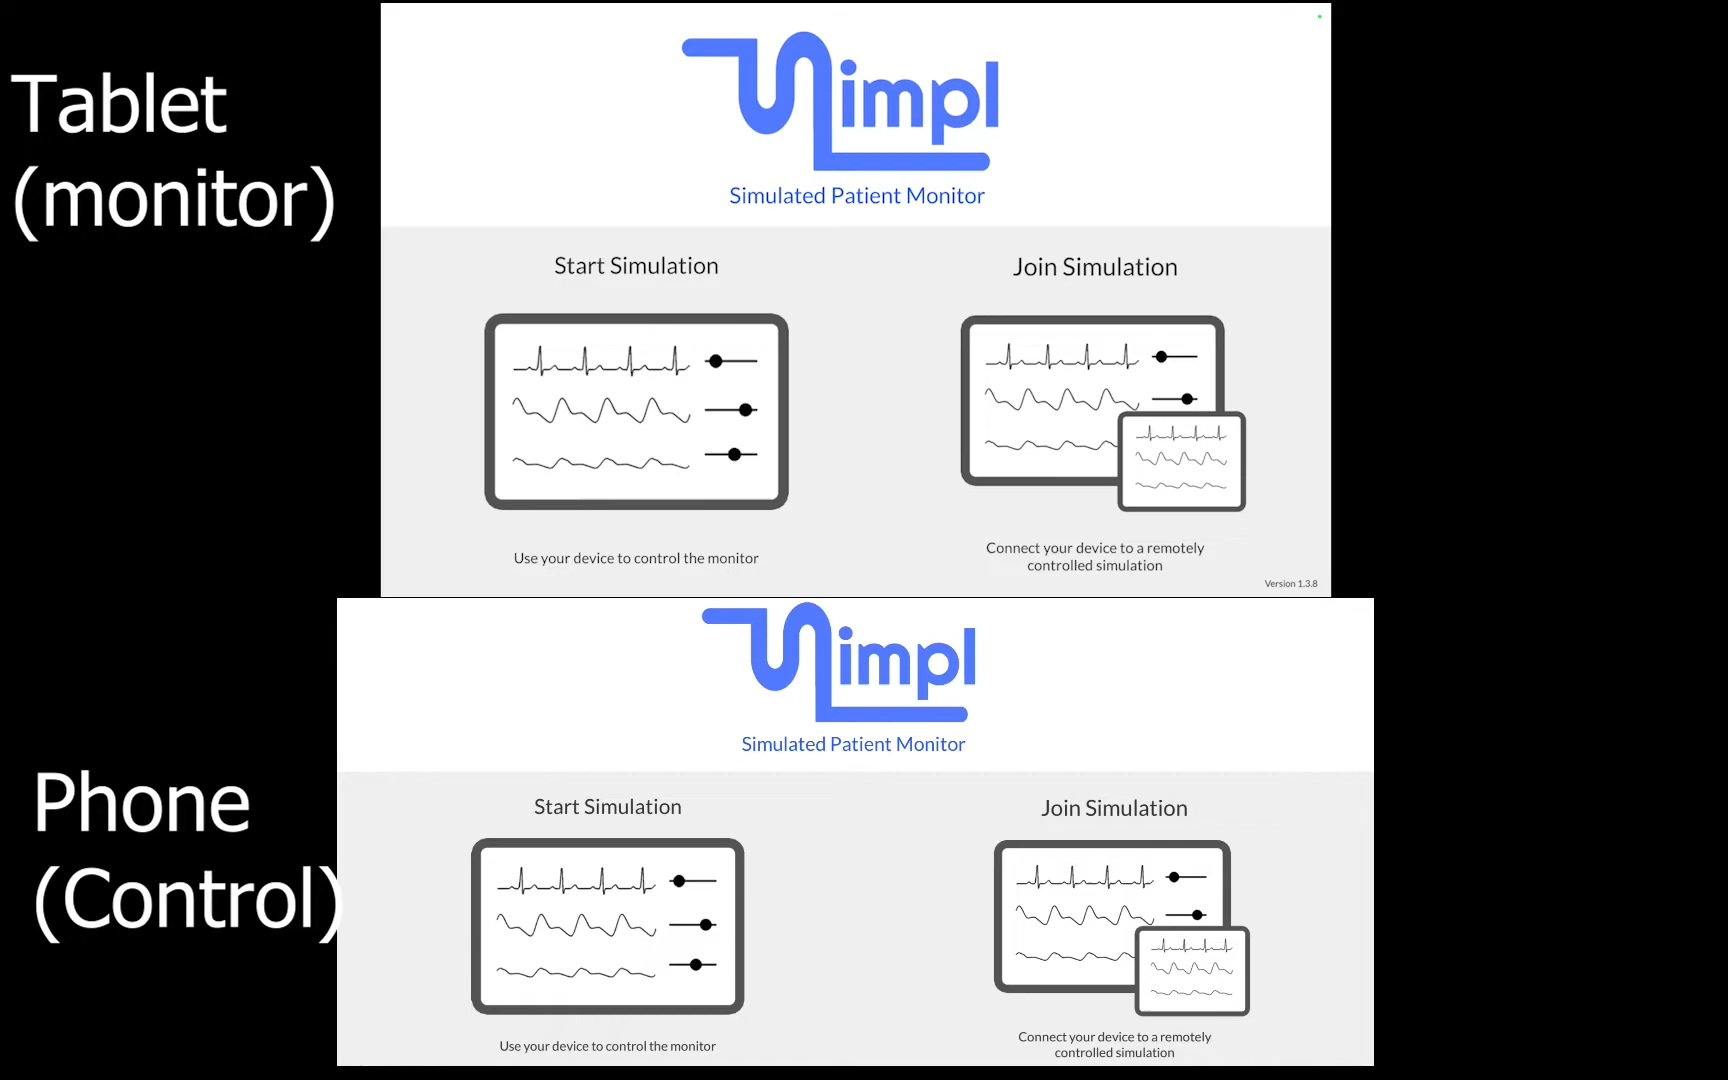 Tablet
(monitor)
Simpl
Simulated Patient Monitor
Start Simulation
Join Simulation
Use your device to control the monitor
Connect your device to a remotely
controlled simulation
Version 1.3.8
Phone
(Control)
Simpl
Simulated Patient Monitor
Start Simulation
Join Simulation
Use your device to control the monitor
Connect your device to a remotely
controlled simulation